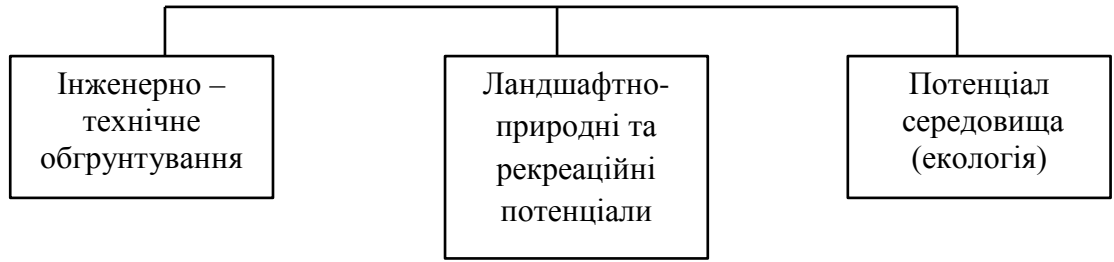 Інженерно –
технічне
обгрунтування
Ландшафтно-
природні та
рекреаційні
потенціали
Потенціал
середовища
(екологія)